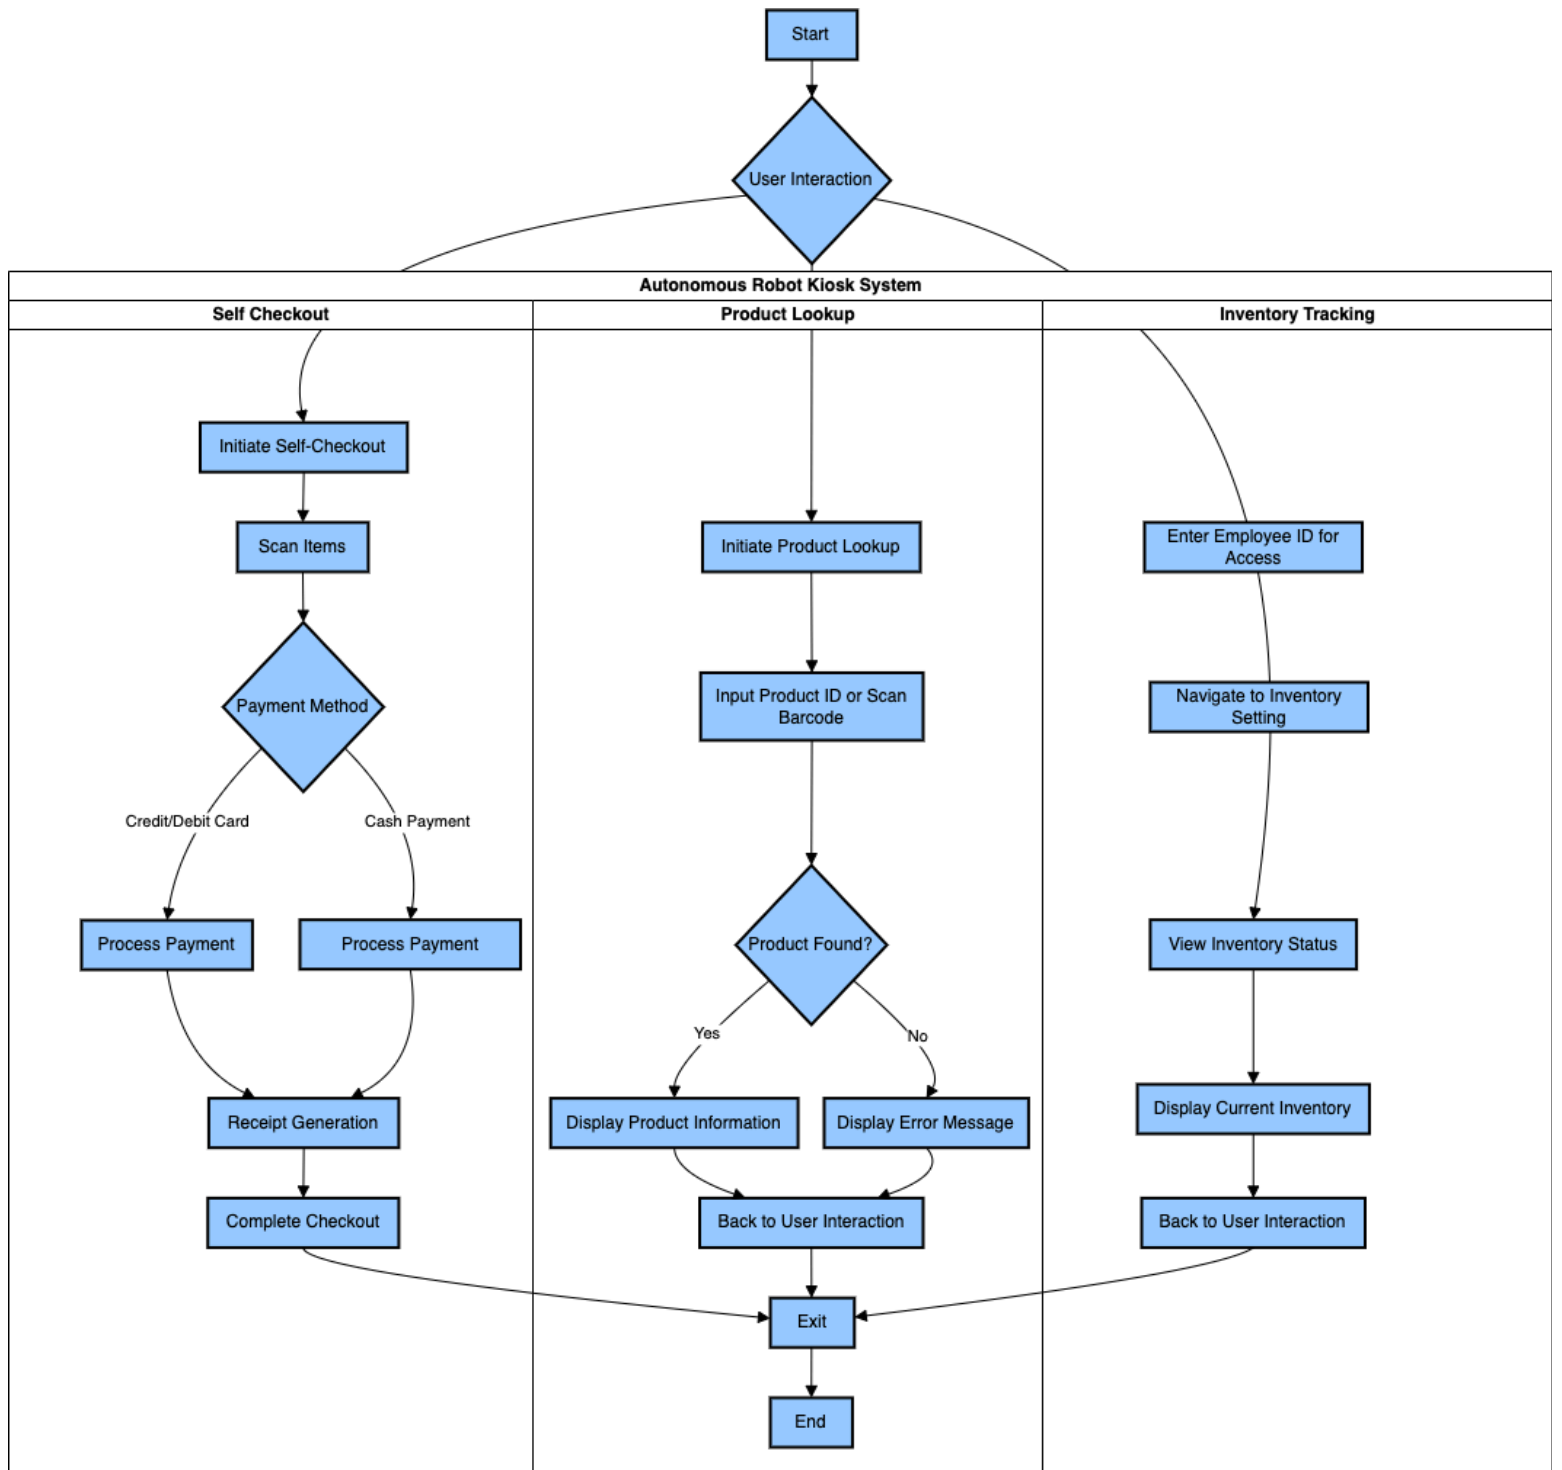 Start
User Interaction
Autonomous Robot Kiosk System
Self Checkout
Product Lookup
Inventory Tracking
Initiate Self-Checkout
Scan Items
Payment Method
Credit/Debit Card
Cash Payment
Process Payment
Process Payment
Receipt Generation
Complete Checkout
Initiate Product Lookup
Input Product ID or Scan
Barcode
Product Found?
Yes
No
Display Product Information
Display Error Message
Back to User Interaction
Exit
End
Enter Employee ID for
Access
Navigate to Inventory
Setting
View Inventory Status
Display Current Inventory
Back to User Interaction